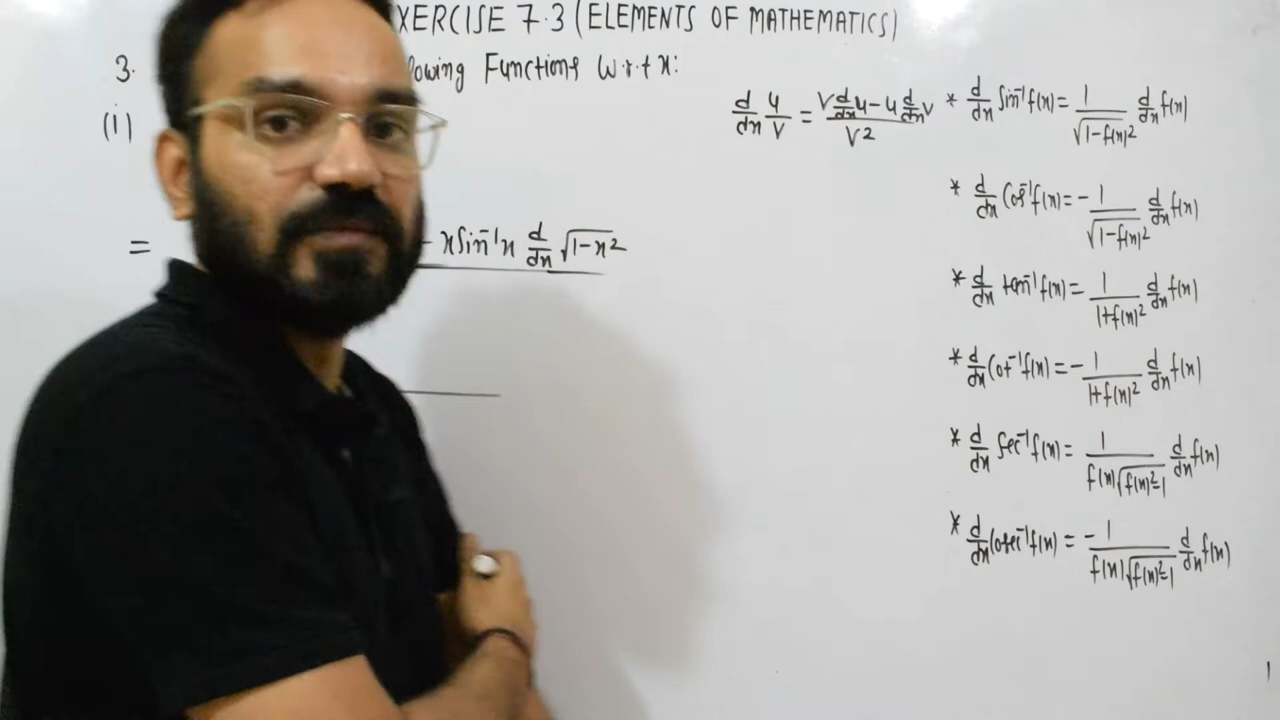 XERCISE 7.3 (ELEMENTS OF MATHEMATICS)
3. lowing Functions w.r.t x:
(i)
d/dx u/v = (v d/dx u - u d/dx v)/v²
* d/dx Sin⁻¹f(x) = 1/√(1-f(x)²) d/dx f(x)
* d/dx Cos⁻¹f(x) = -1/√(1-f(x)²) d/dx f(x)
= - x Sin⁻¹x d/dx √(1-x²)
* d/dx tan⁻¹f(x) = 1/(1+f(x)²) d/dx f(x)
* d/dx Cot⁻¹f(x) = -1/(1+f(x)²) d/dx f(x)
* d/dx Sec⁻¹f(x) = 1/(f(x)√(f(x)²-1)) d/dx f(x)
* d/dx Cosec⁻¹f(x) = -1/(f(x)√(f(x)²-1)) d/dx f(x)